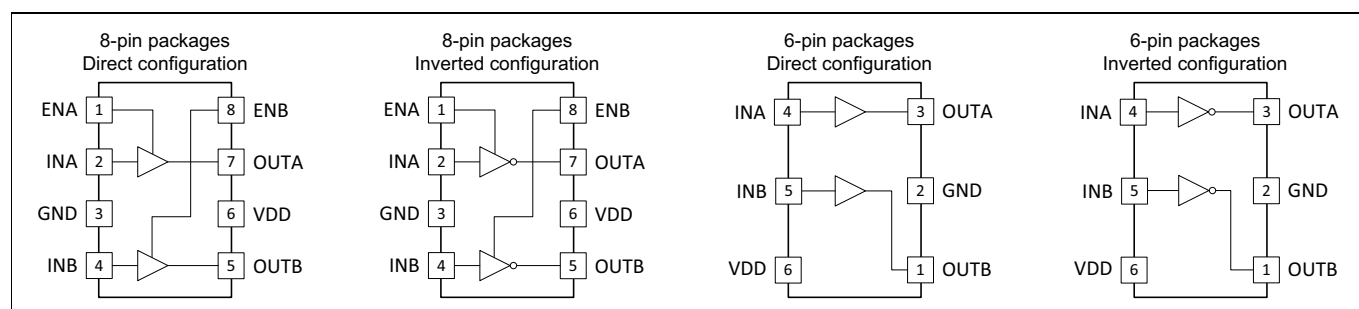 8-pin packages
Direct configuration
ENA 1 8 ENB
INA 2 7 OUTA
GND 3 6 VDD
INB 4 5 OUTB
8-pin packages
Inverted configuration
ENA 1 8 ENB
INA 2 7 OUTA
GND 3 6 VDD
INB 4 5 OUTB
6-pin packages
Direct configuration
INA 4 3 OUTA
INB 5 2 GND
VDD 6 1 OUTB
6-pin packages
Inverted configuration
INA 4 3 OUTA
INB 5 2 GND
VDD 6 1 OUTB